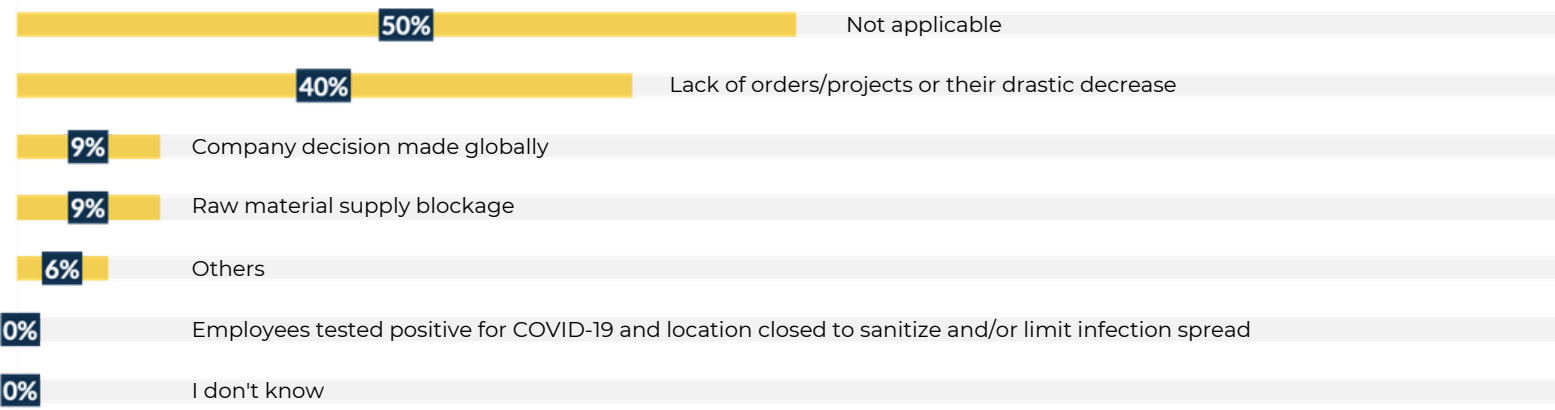 50% Not applicable
40% Lack of orders/projects or their drastic decrease
9% Company decision made globally
9% Raw material supply blockage
6% Others
0% Employees tested positive for COVID-19 and location closed to sanitize and/or limit infection spread
0% I don't know